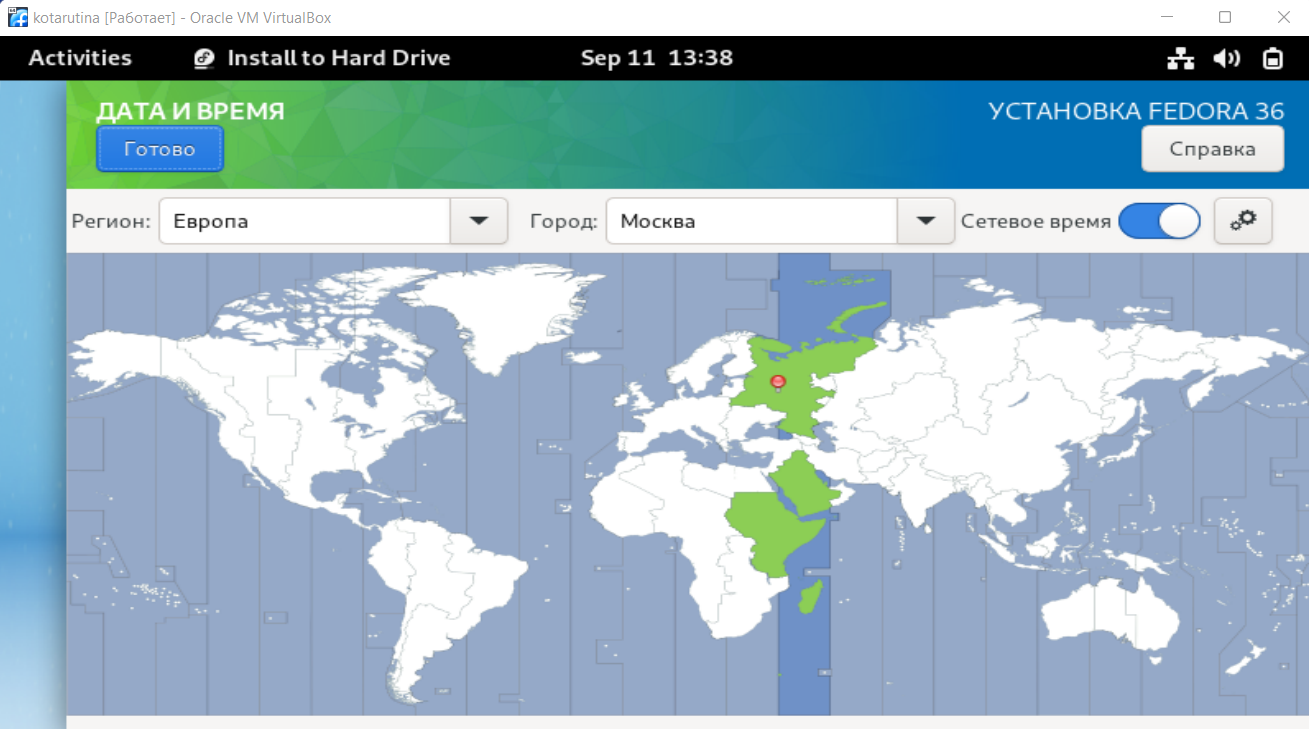 kotarutina [Работает] - Oracle VM VirtualBox
Activities Install to Hard Drive Sep 11 13:38
ДАТА И ВРЕМЯ УСТАНОВКА FEDORA 36
Готово Справка
Регион: Европа Город: Москва Сетевое время